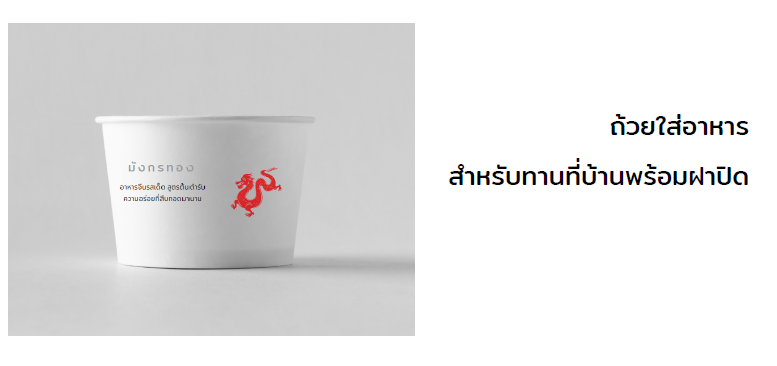 มังกรทอง
อาหารจีนรสเด็ด สูตรต้นตำรับ
ความอร่อยที่สืบทอดมานาน
ถ้วยใส่อาหาร
สำหรับทานที่บ้านพร้อมฝาปิด